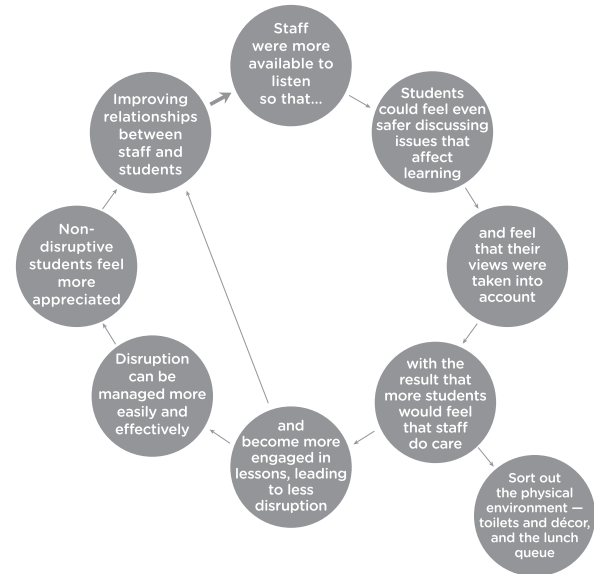 Staff
were more
available to
listen
so that...
Students
could feel even
safer discussing
issues that
affect
learning
and feel
that their
views were
taken into
account
with the
result that
more students
would feel
that staff
do care
Sort out
the physical
environment —
toilets and décor,
and the lunch
queue
and
become more
engaged in
lessons, leading
to less
disruption
Disruption
can be
managed more
easily and
effectively
Non-
disruptive
students feel
more
appreciated
Improving
relationships
between
staff and
students